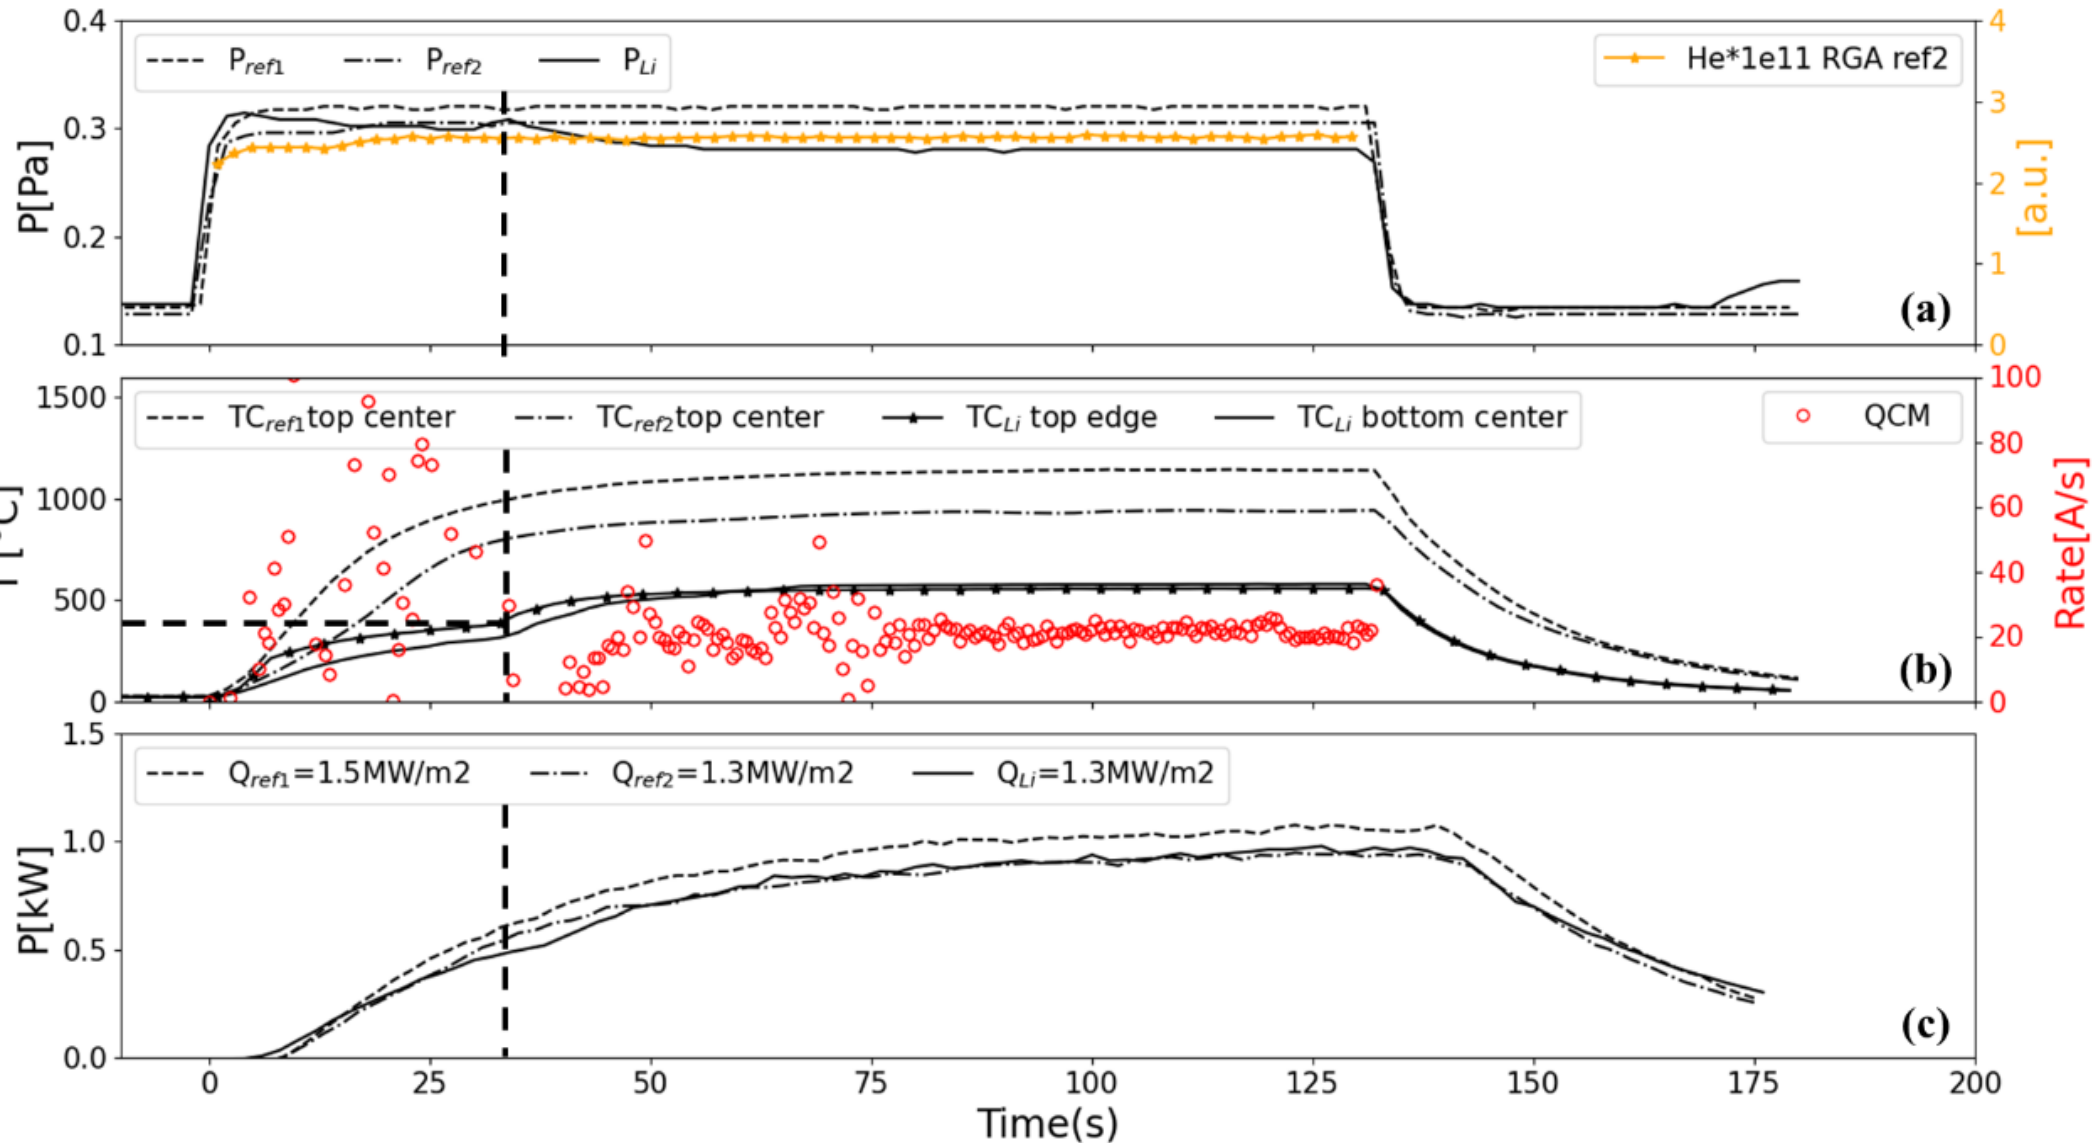 0.4
0.3
0.2
0.1
P[Pa]
P_ref1 P_ref2 P_Li
He*1e11 RGA ref2
4
3
2
1
0
[a.u.]
(a)
1500
1000
500
0
TC_ref1 top center TC_ref2 top center TC_Li top edge TC_Li bottom center
QCM
100
80
60
40
20
0
Rate[A/s]
(b)
1.5
1.0
0.5
0.0
P[kW]
Q_ref1=1.5MW/m2 Q_ref2=1.3MW/m2 Q_Li=1.3MW/m2
(c)
0 25 50 75 100 125 150 175 200
Time(s)